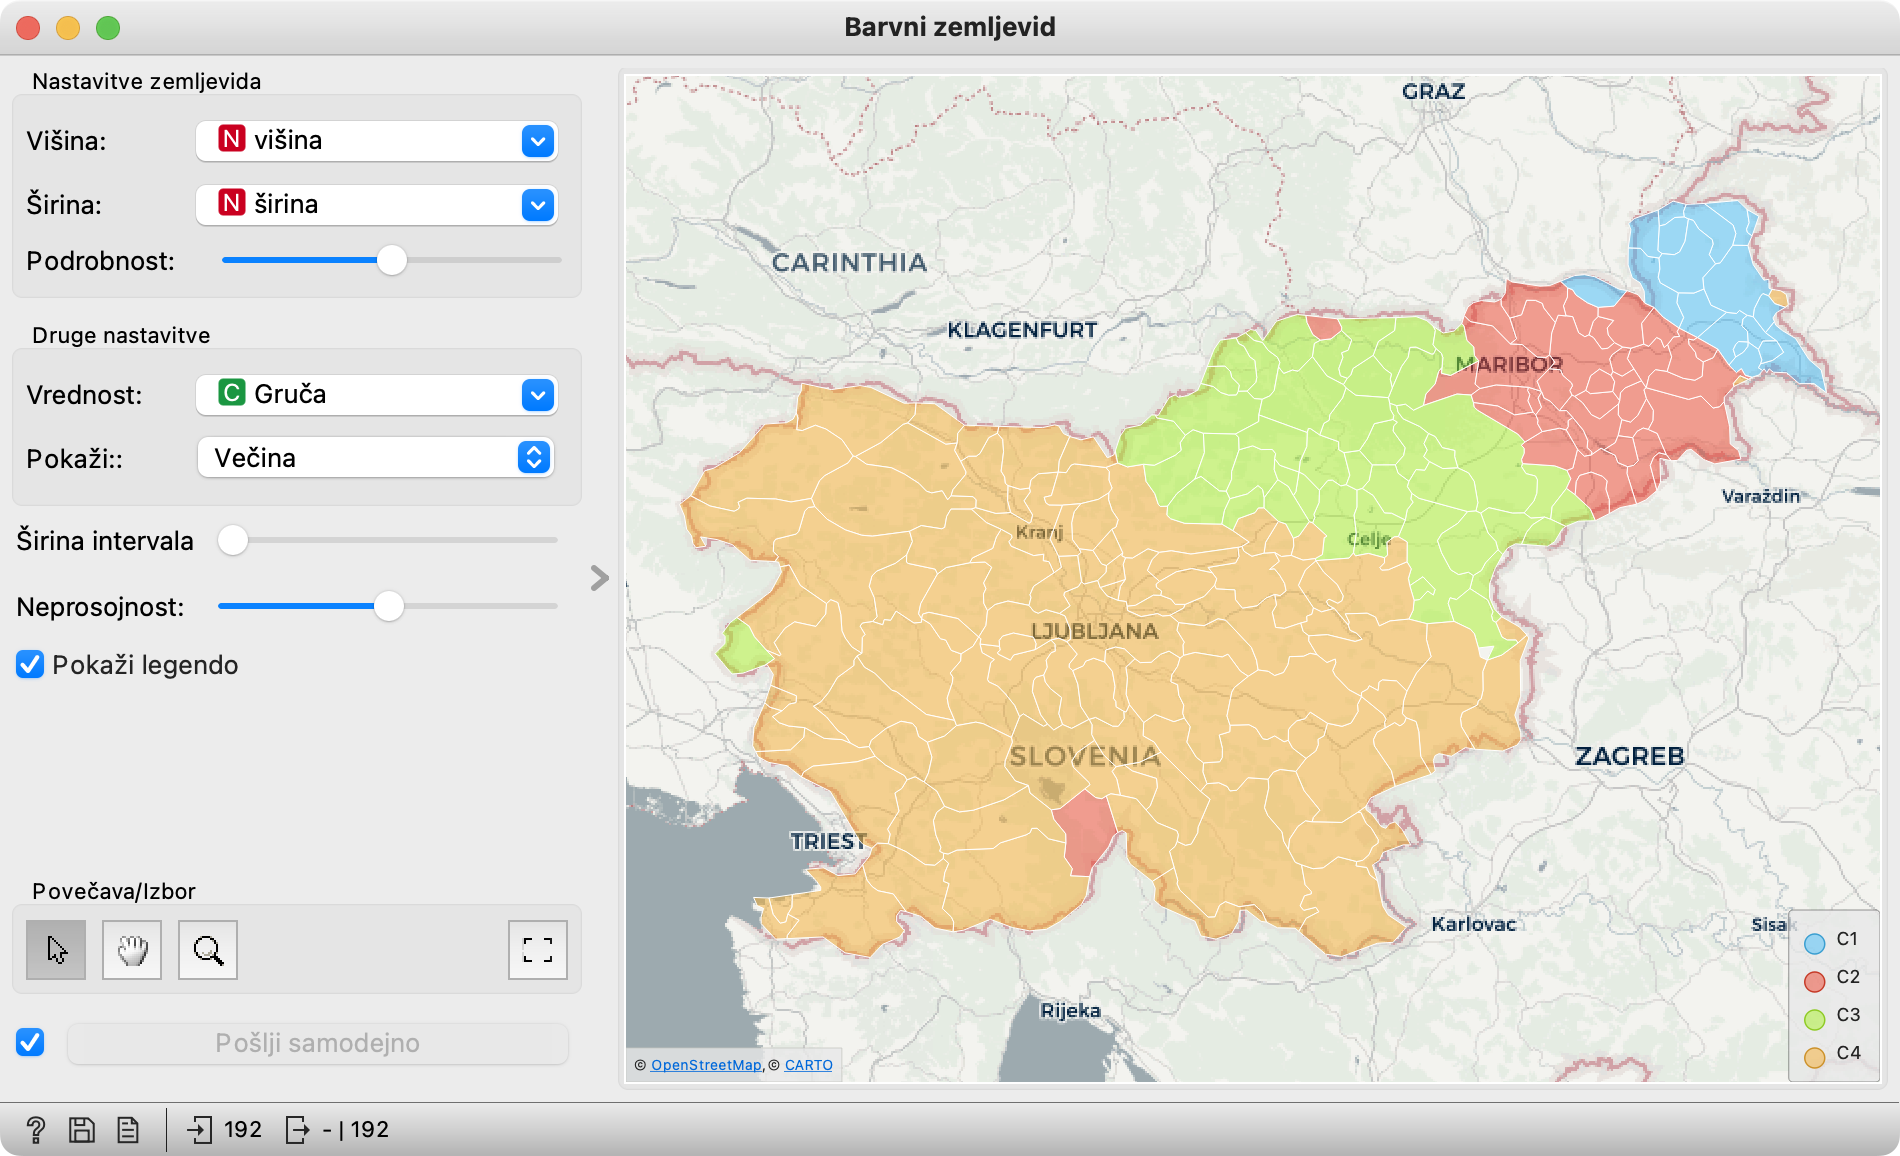 Barvni zemljevid
Nastavitve zemljevida
Višina:
N višina
Širina:
N širina
Podrobnost:
Druge nastavitve
Vrednost:
C Gruča
Pokaži::
Večina
Širina intervala
Neprosojnost:
Pokaži legendo
Povečava/Izbor
Pošlji samodejno
? 192 - | 192
GRAZ
CARINTHIA
KLAGENFURT
MARIBOR
Varaždin
Kranj
Celje
LJUBLJANA
SLOVENIA
ZAGREB
TRIEST
Karlovac
Sisak
Rijeka
C1
C2
C3
C4
© OpenStreetMap, © CARTO